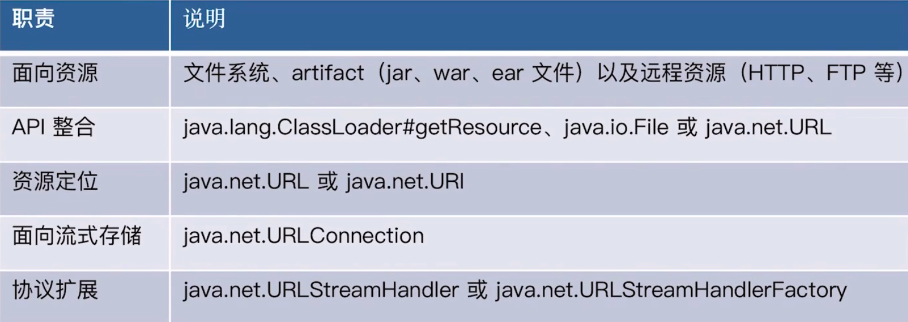 职责 说明
面向资源 文件系统、artifact（jar、war、ear 文件）以及远程资源（HTTP、FTP 等）
API 整合 java.lang.ClassLoader#getResource、java.io.File 或 java.net.URL
资源定位 java.net.URL 或 java.net.URI
面向流式存储 java.net.URLConnection
协议扩展 java.net.URLStreamHandler 或 java.net.URLStreamHandlerFactory